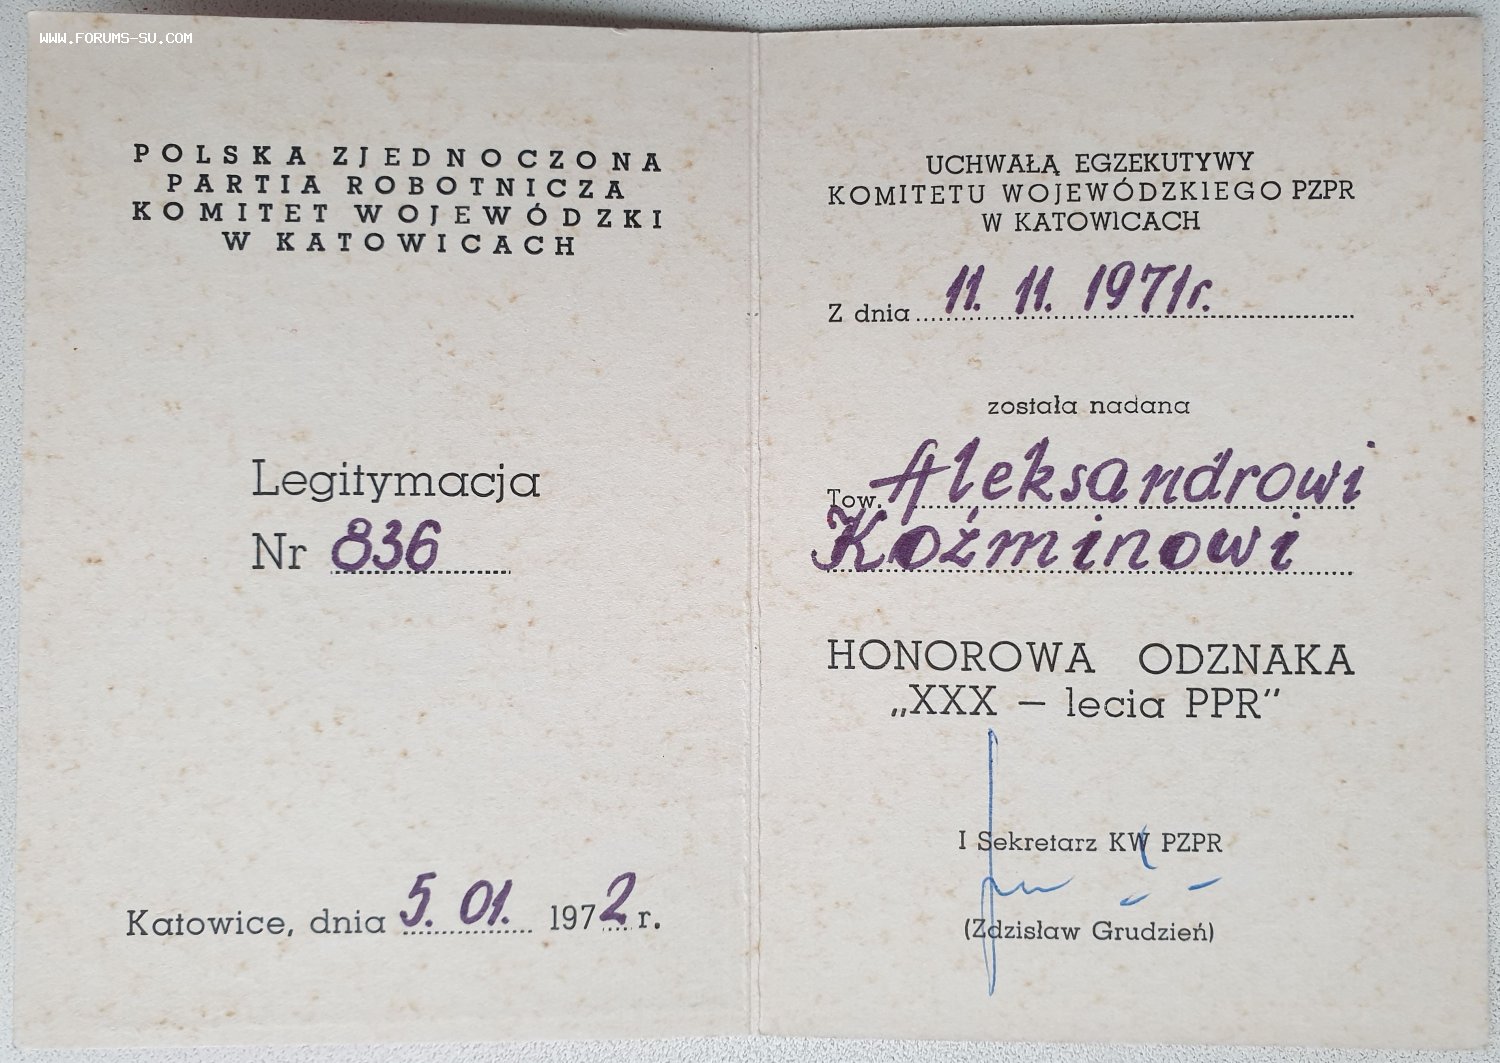 WWW.FORUMS-SU.COM
POLSKA ZJEDNOCZONA
PARTIA ROBOTNICZA
KOMITET WOJEWÓDZKI
W KATOWICACH
Legitymacja
Nr 836
Katowice, dnia 5. 01. 1972 r.
UCHWAŁĄ EGZEKUTYWY
KOMITETU WOJEWÓDZKIEGO PZPR
W KATOWICACH
Z dnia 11. 11. 1971r.
została nadana
Tow. Aleksandrowi
Koźminowi
HONOROWA ODZNAKA
„XXX — lecia PPR"
I Sekretarz KW PZPR
(Zdzisław Grudzień)